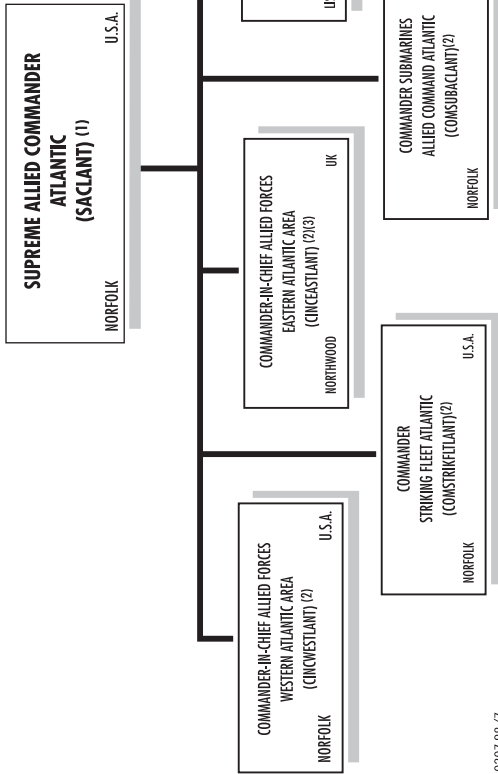 SUPREME ALLIED COMMANDER
ATLANTIC
(SACLANT) (1)
NORFOLK U.S.A.
COMMANDER-IN-CHIEF ALLIED FORCES
WESTERN ATLANTIC AREA
(CINCWESTLANT) (2)
NORFOLK U.S.A.
COMMANDER-IN-CHIEF ALLIED FORCES
EASTERN ATLANTIC AREA
(CINCEASTLANT) (2)(3)
NORTHWOOD UK
COMMANDER
STRIKING FLEET ATLANTIC
(COMSTRIKFLTLANT)(2)
NORFOLK U.S.A.
COMMANDER SUBMARINES
ALLIED COMMAND ATLANTIC
(COMSUBACLANT)(2)
NORFOLK